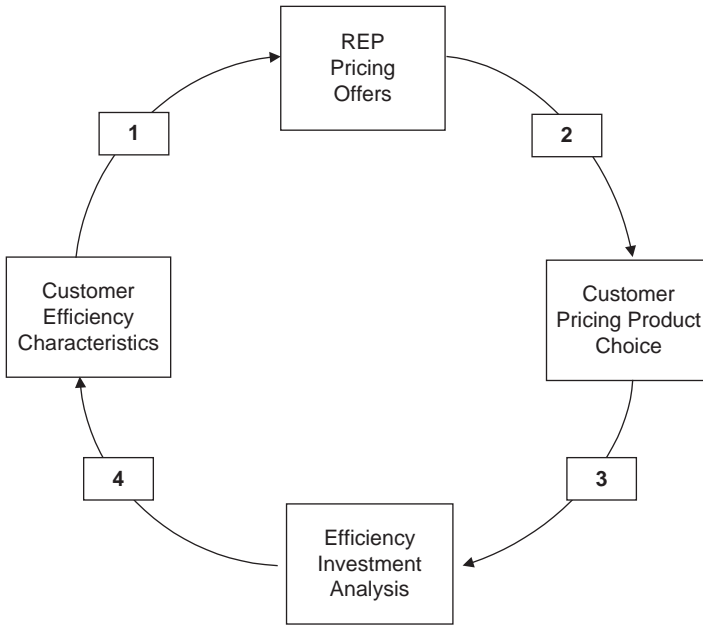 REP
Pricing
Offers
1
2
Customer
Efficiency
Characteristics
Customer
Pricing Product
Choice
4
3
Efficiency
Investment
Analysis